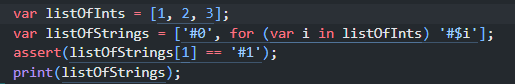 var listOfInts = [1, 2, 3];
var listOfStrings = ['#0', for (var i in listOfInts) '#$i'];
assert(listOfStrings[1] == '#1');
print(listOfStrings);